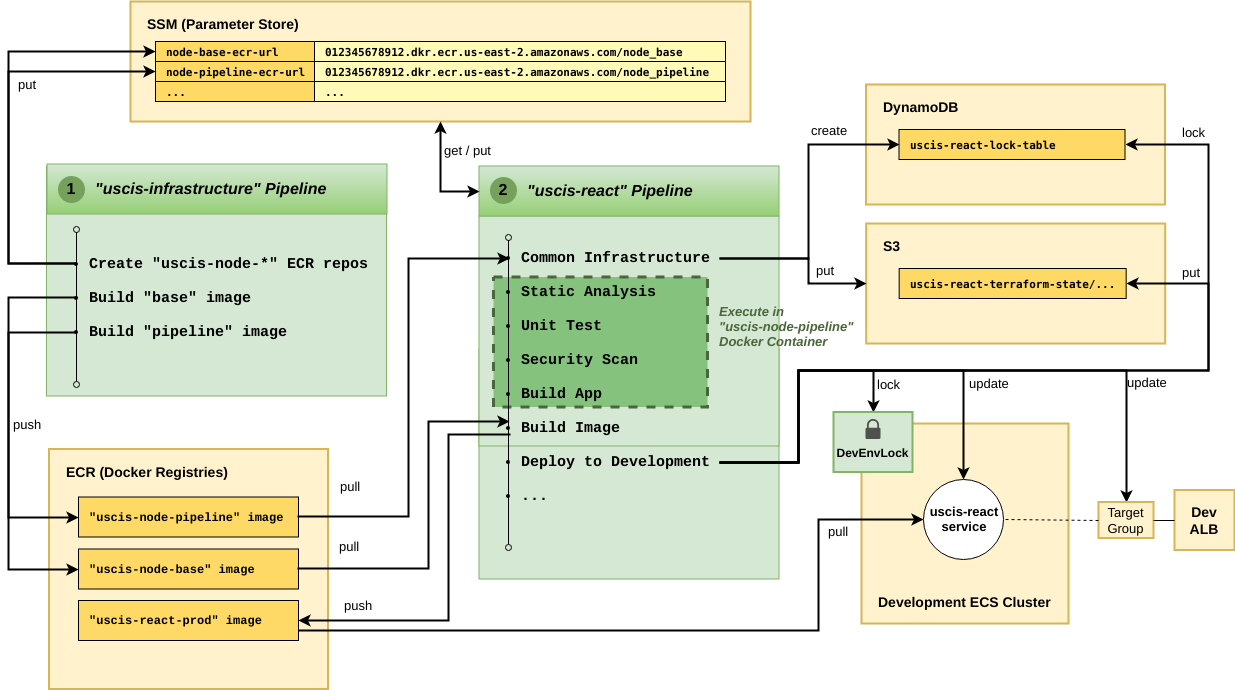 SSM (Parameter Store)
node-base-ecr-url 012345678912.dkr.ecr.us-east-2.amazonaws.com/node_base
node-pipeline-ecr-url 012345678912.dkr.ecr.us-east-2.amazonaws.com/node_pipeline
... ...
put
get / put
1 "uscis-infrastructure" Pipeline
Create "uscis-node-*" ECR repos
Build "base" image
Build "pipeline" image
push
ECR (Docker Registries)
"uscis-node-pipeline" image
"uscis-node-base" image
"uscis-react-prod" image
pull
pull
push
2 "uscis-react" Pipeline
Common Infrastructure
Static Analysis
Unit Test
Security Scan
Build App
Build Image
Deploy to Development
...
Execute in
"uscis-node-pipeline"
Docker Container
create
put
DynamoDB
uscis-react-lock-table
lock
S3
uscis-react-terraform-state/...
put
lock
update
update
DevEnvLock
uscis-react
service
pull
Development ECS Cluster
Target
Group
Dev
ALB